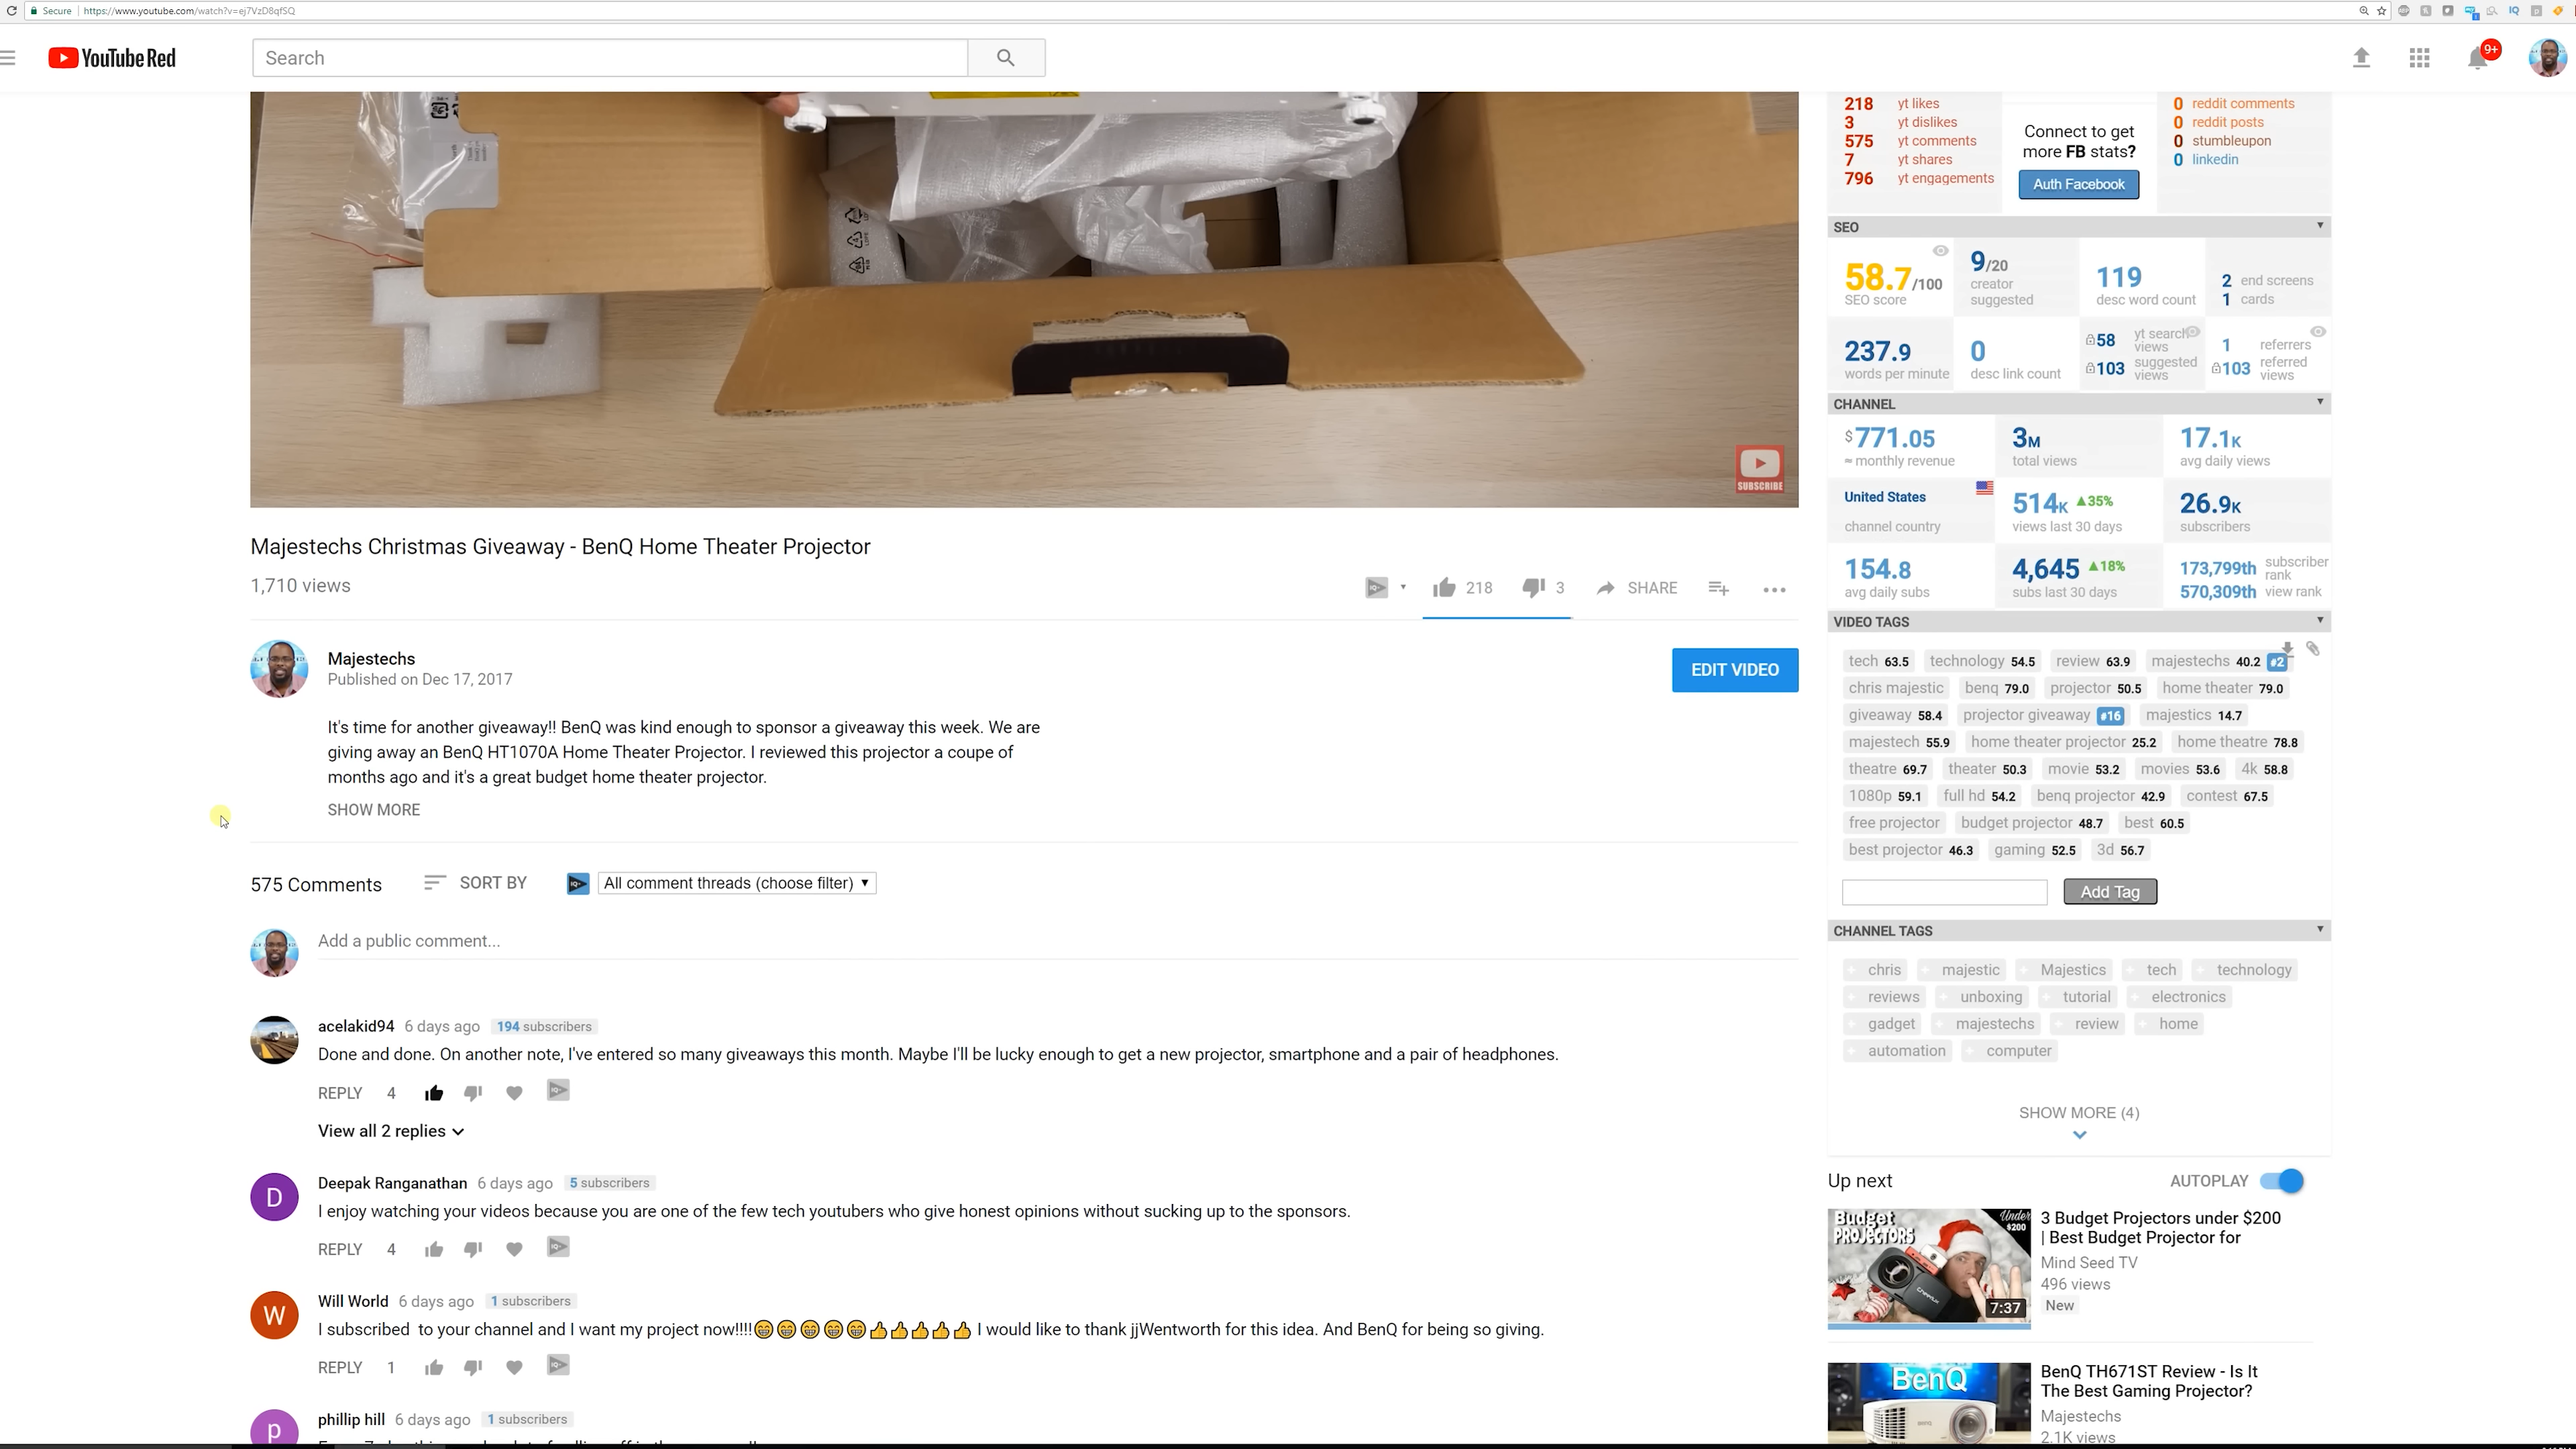 Secure https://www.youtube.com/watch?v=ej7VzD8qfSQ
YouTube Red
Search
9+
218 yt likes
3 yt dislikes
575 yt comments
7 yt shares
796 yt engagements
Connect to get
more FB stats?
Auth Facebook
0 reddit comments
0 reddit posts
0 stumbleupon
0 linkedin
SEO
58.7/100
SEO score
9/20
creator
suggested
119
desc word count
2 end screens
1 cards
237.9
words per minute
0
desc link count
58 yt search
views
103 suggested
views
1 referrers
103 referred
views
CHANNEL
$771.05
≈ monthly revenue
3M
total views
17.1K
avg daily views
United States
channel country
514K ▲35%
views last 30 days
26.9K
subscribers
154.8
avg daily subs
4,645 ▲18%
subs last 30 days
173,799th subscriber
rank
570,309th view rank
SUBSCRIBE
Majestechs Christmas Giveaway - BenQ Home Theater Projector
1,710 views
218 3 SHARE
Majestechs
Published on Dec 17, 2017
EDIT VIDEO
It's time for another giveaway!! BenQ was kind enough to sponsor a giveaway this week. We are
giving away an BenQ HT1070A Home Theater Projector. I reviewed this projector a coupe of
months ago and it's a great budget home theater projector.
SHOW MORE
VIDEO TAGS
tech 63.5 technology 54.5 review 63.9 majestechs 40.2 #2
chris majestic benq 79.0 projector 50.5 home theater 79.0
giveaway 58.4 projector giveaway #16 majestics 14.7
majestech 55.9 home theater projector 25.2 home theatre 78.8
theatre 69.7 theater 50.3 movie 53.2 movies 53.6 4k 58.8
1080p 59.1 full hd 54.2 benq projector 42.9 contest 67.5
free projector budget projector 48.7 best 60.5
best projector 46.3 gaming 52.5 3d 56.7
Add Tag
CHANNEL TAGS
+ chris + majestic + Majestics + tech + technology
+ reviews + unboxing + tutorial + electronics
+ gadget + majestechs + review + home
+ automation + computer
SHOW MORE (4)
575 Comments SORT BY All comment threads (choose filter)
Add a public comment...
acelakid94 6 days ago 194 subscribers
Done and done. On another note, I've entered so many giveaways this month. Maybe I'll be lucky enough to get a new projector, smartphone and a pair of headphones.
REPLY 4
View all 2 replies
D
Deepak Ranganathan 6 days ago 5 subscribers
I enjoy watching your videos because you are one of the few tech youtubers who give honest opinions without sucking up to the sponsors.
REPLY 4
W
Will World 6 days ago 1 subscribers
I subscribed to your channel and I want my project now!!!!😁😁😁😁😁👍👍👍👍👍 I would like to thank jjWentworth for this idea. And BenQ for being so giving.
REPLY 1
p
phillip hill 6 days ago 1 subscribers
Up next AUTOPLAY
Budget
PROJECTORS
Under
$200
7:37
3 Budget Projectors under $200
| Best Budget Projector for
Mind Seed TV
496 views
New
BenQ
BenQ TH671ST Review - Is It
The Best Gaming Projector?
Majestechs
2.1K views